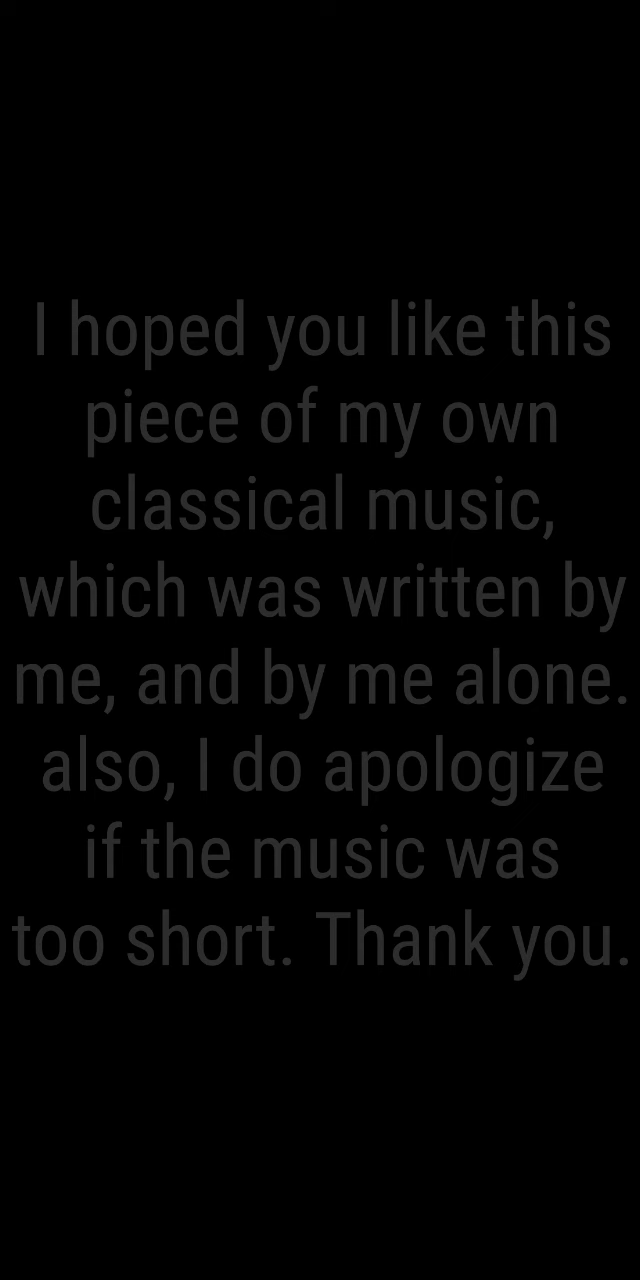 I hoped you like this
piece of my own
classical music,
which was written by
me, and by me alone.
also, I do apologize
if the music was
too short. Thank you.